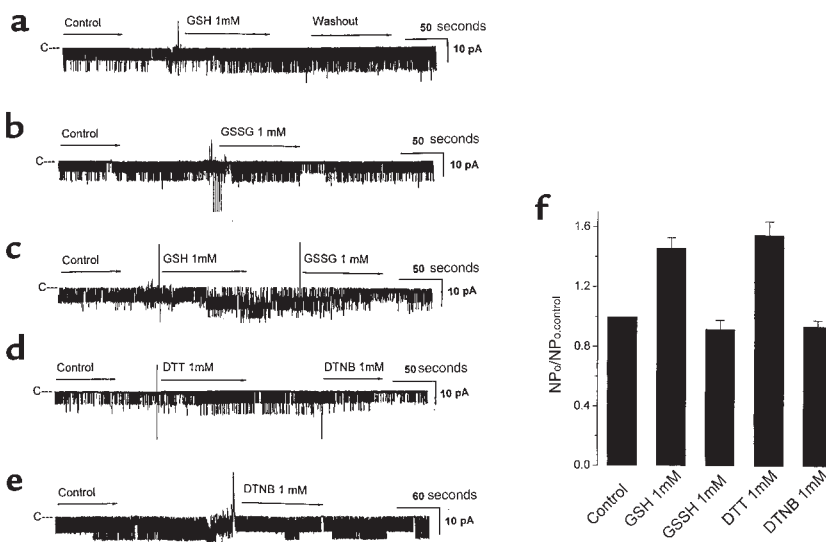 a
Control
GSH 1mM
Washout
50 seconds
10 pA
C---
b
Control
GSSG 1 mM
50 seconds
10 pA
C---
c
Control
GSH 1mM
GSSG 1 mM
50 seconds
10 pA
C---
d
Control
DTT 1mM
DTNB 1mM
50 seconds
10 pA
C---
e
Control
DTNB 1 mM
60 seconds
10 pA
C---
f
NPo/NPo.control
1.6
1.2
0.8
0.4
0.0
Control
GSH 1mM
GSSH 1mM
DTT 1mM
DTNB 1mM